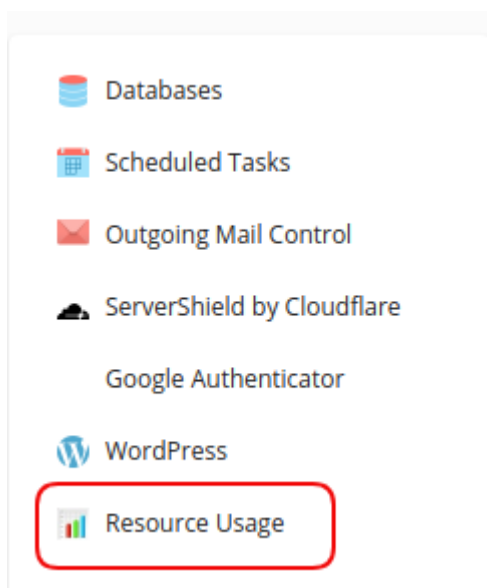 Databases
Scheduled Tasks
Outgoing Mail Control
ServerShield by Cloudflare
Google Authenticator
WordPress
Resource Usage